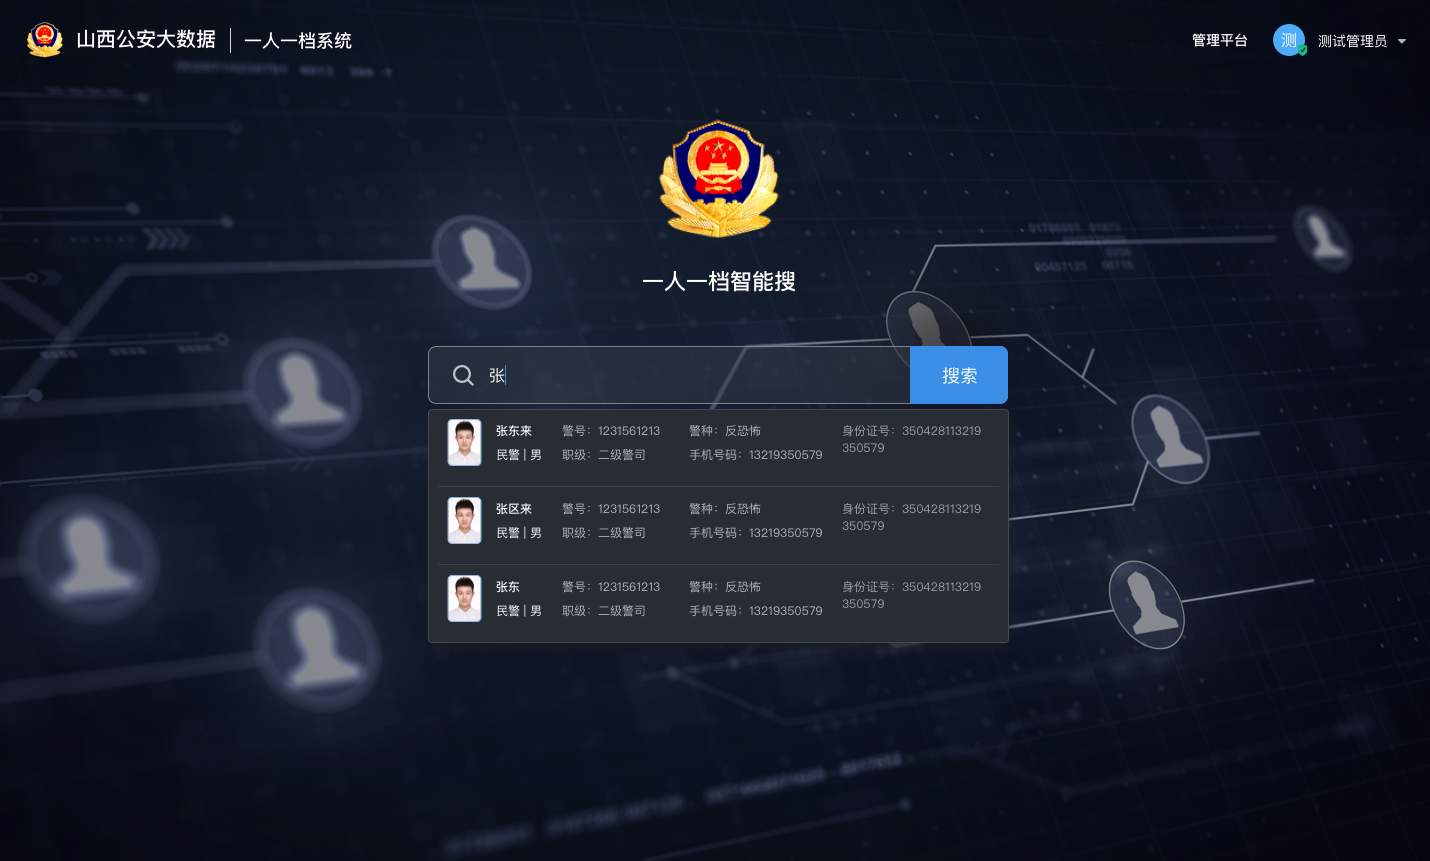 山西公安大数据 一人一档系统 管理平台 测 测试管理员
一人一档智能搜
张 搜索
张东来 警号：1231561213 警种：反恐怖 身份证号：350428113219
350579
民警 | 男 职级：二级警司 手机号码：13219350579
张区来 警号：1231561213 警种：反恐怖 身份证号：350428113219
350579
民警 | 男 职级：二级警司 手机号码：13219350579
张东 警号：1231561213 警种：反恐怖 身份证号：350428113219
350579
民警 | 男 职级：二级警司 手机号码：13219350579